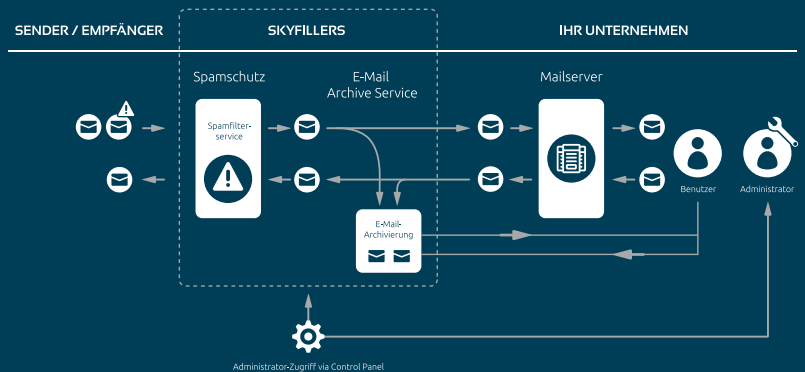 SENDER / EMPFÄNGER
SKYFILLERS
IHR UNTERNEHMEN
Spamschutz
E-Mail
Archive Service
Mailserver
Spamfilter-
service
Benutzer
Administrator
E-Mail-
Archivierung
Administrator-Zugriff via Control Panel